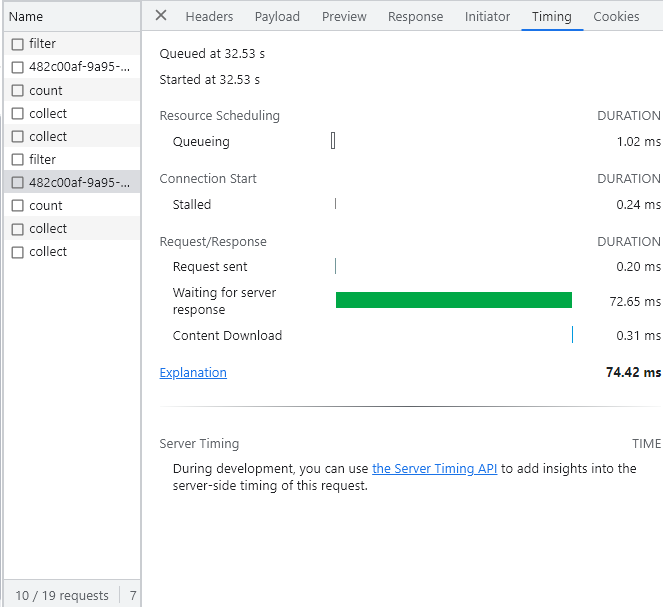 Name
Headers Payload Preview Response Initiator Timing Cookies
filter
482c00af-9a95-...
count
collect
collect
filter
482c00af-9a95-...
count
collect
collect
10 / 19 requests 7
Queued at 32.53 s
Started at 32.53 s
Resource Scheduling DURATION
Queueing 1.02 ms
Connection Start DURATION
Stalled 0.24 ms
Request/Response DURATION
Request sent 0.20 ms
Waiting for server
response 72.65 ms
Content Download 0.31 ms
Explanation 74.42 ms
Server Timing TIME
During development, you can use the Server Timing API to add insights into the
server-side timing of this request.